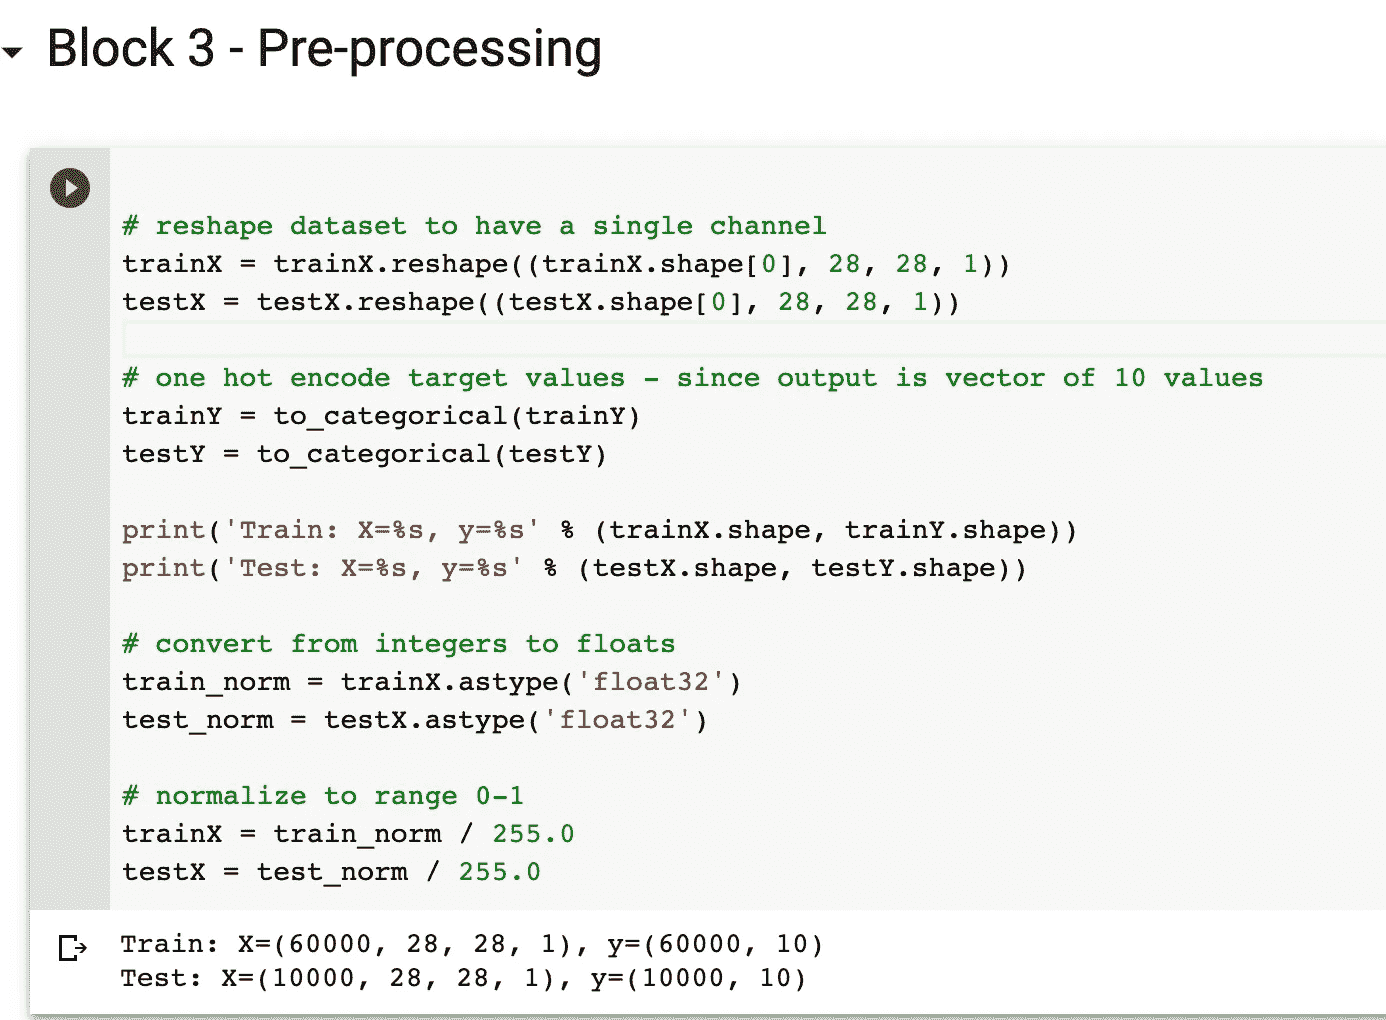 Block 3 - Pre-processing
# reshape dataset to have a single channel
trainX = trainX.reshape((trainX.shape[0], 28, 28, 1))
testX = testX.reshape((testX.shape[0], 28, 28, 1))
# one hot encode target values - since output is vector of 10 values
trainY = to_categorical(trainY)
testY = to_categorical(testY)
print('Train: X=%s, y=%s' % (trainX.shape, trainY.shape))
print('Test: X=%s, y=%s' % (testX.shape, testY.shape))
# convert from integers to floats
train_norm = trainX.astype('float32')
test_norm = testX.astype('float32')
# normalize to range 0-1
trainX = train_norm / 255.0
testX = test_norm / 255.0
Train: X=(60000, 28, 28, 1), y=(60000, 10)
Test: X=(10000, 28, 28, 1), y=(10000, 10)